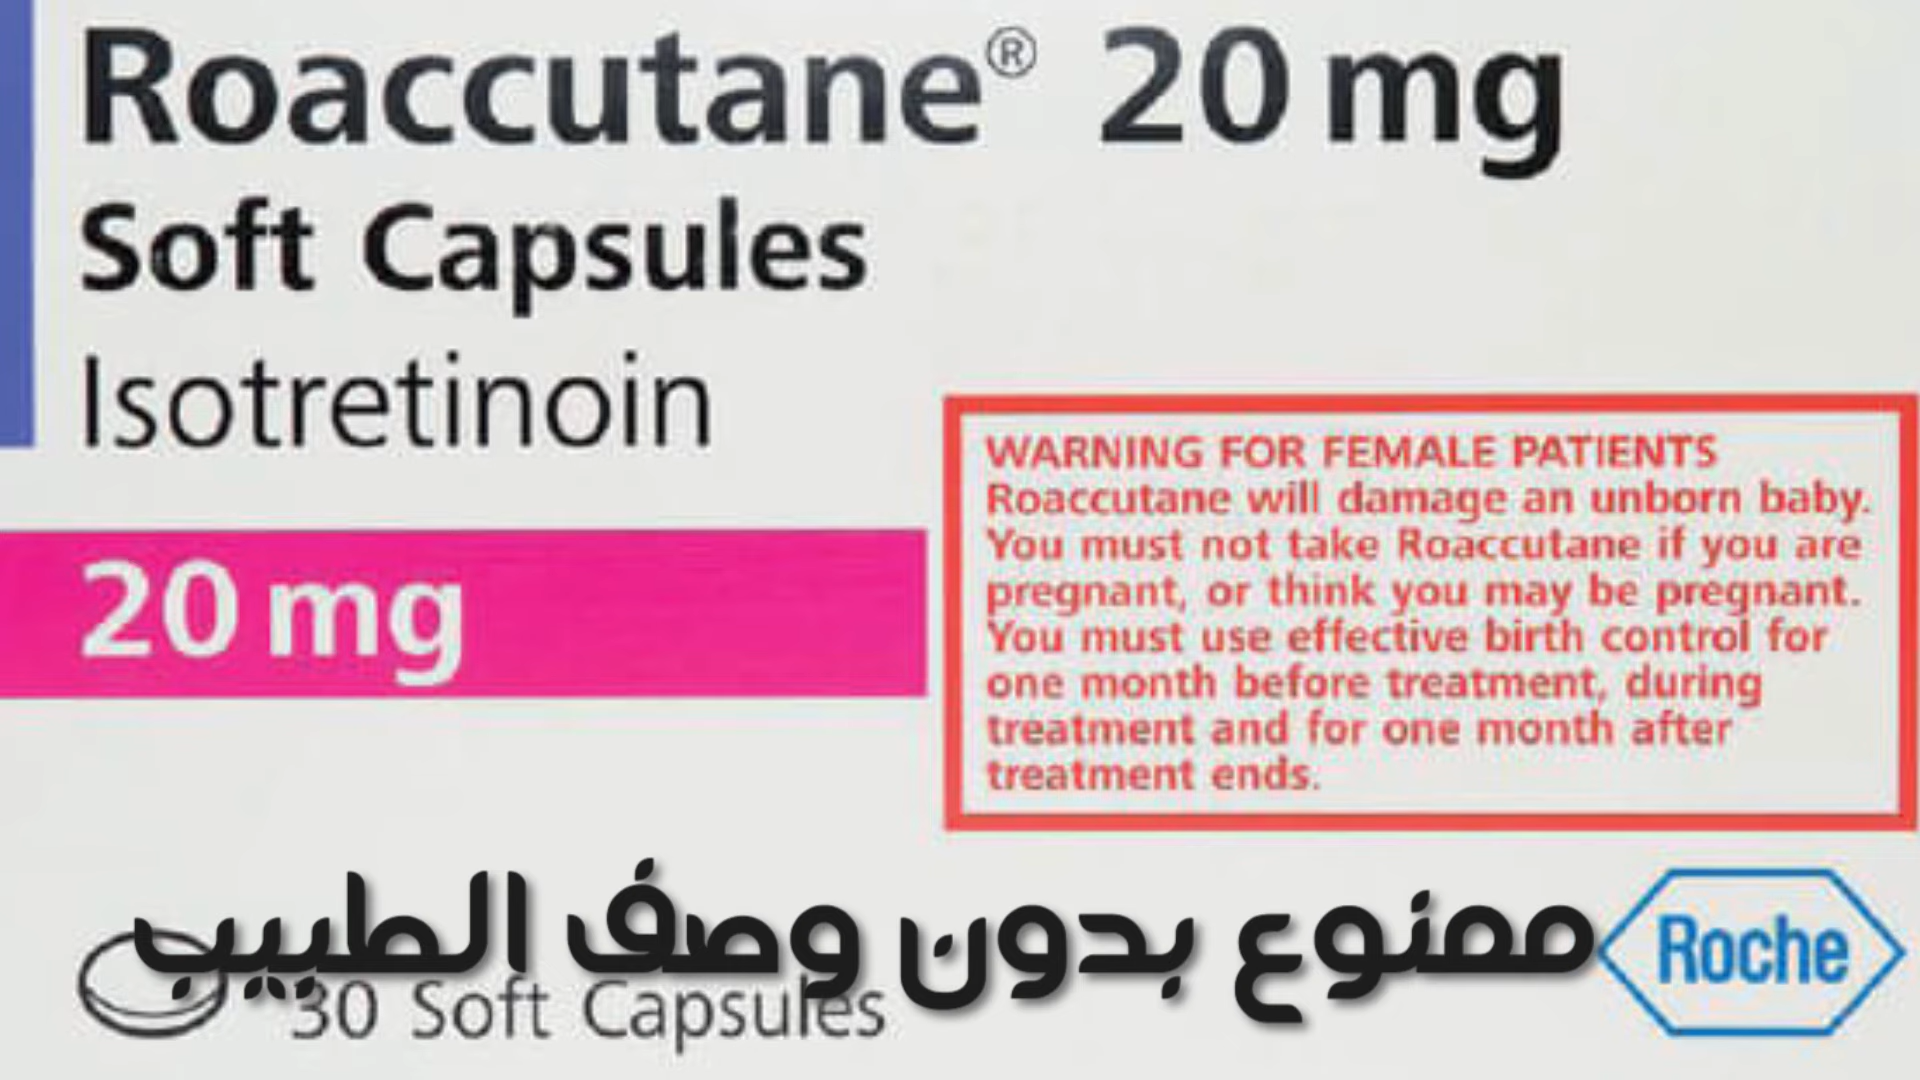 Roaccutane® 20 mg
Soft Capsules
Isotretinoin
20 mg
WARNING FOR FEMALE PATIENTS
Roaccutane will damage an unborn baby.
You must not take Roaccutane if you are
pregnant, or think you may be pregnant.
You must use effective birth control for
one month before treatment, during
treatment and for one month after
treatment ends.
ممنوع بدون وصف الطبيب
Roche
30 Soft Capsules